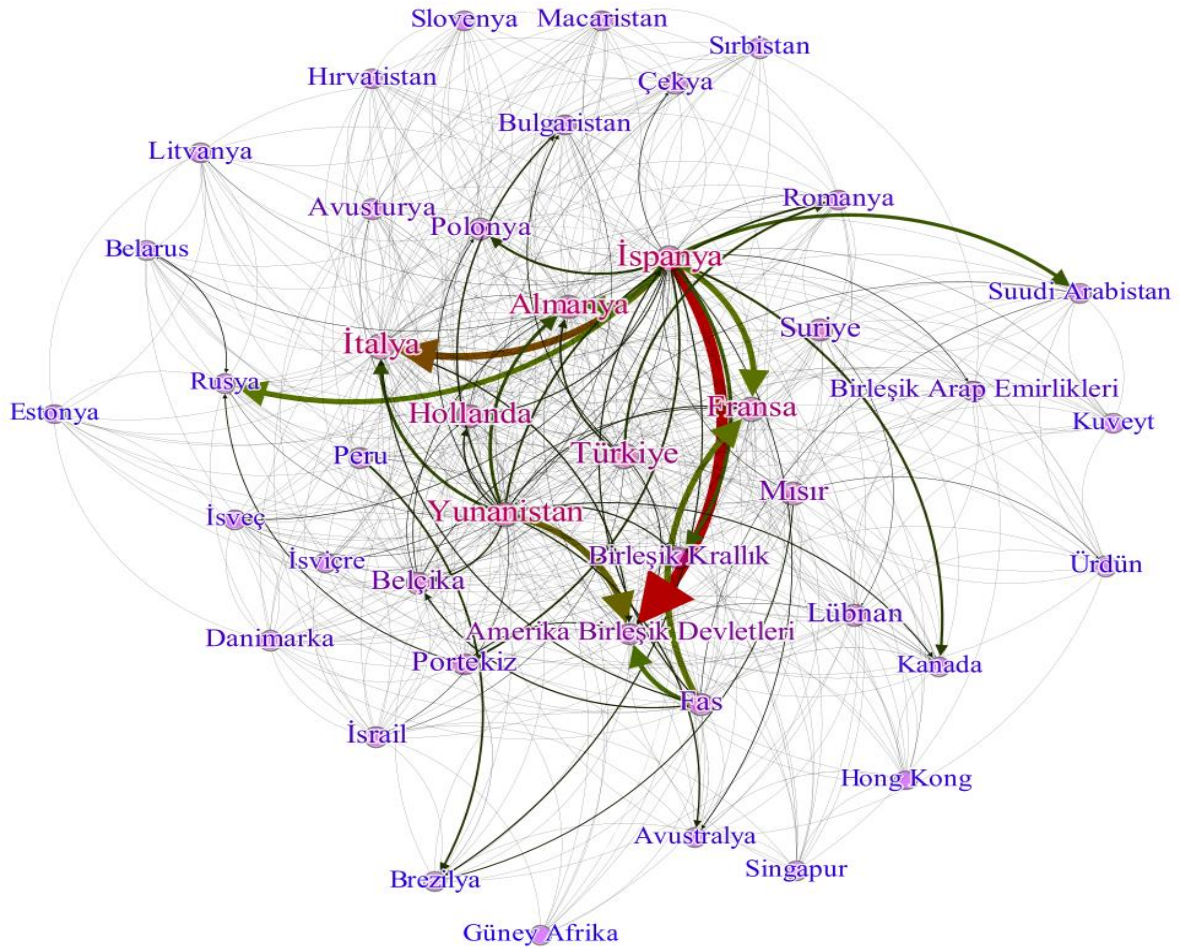 Slovenya
Macaristan
Sırbistan
Hırvatistan
Çekya
Bulgaristan
Litvanya
Romanya
Avusturya
Polonya
Belarus
İspanya
Suudi Arabistan
Almanya
Suriye
İtalya
Rusya
Birleşik Arap Emirlikleri
Estonya
Hollanda
Fransa
Kuveyt
Peru
Türkiye
Mısır
Yunanistan
İsveç
İsviçre
Birleşik Krallık
Ürdün
Belçika
Lübnan
Danimarka
Amerika Birleşik Devletleri
Portekiz
Kanada
Fas
İsrail
Hong Kong
Avustralya
Singapur
Brezilya
Güney Afrika